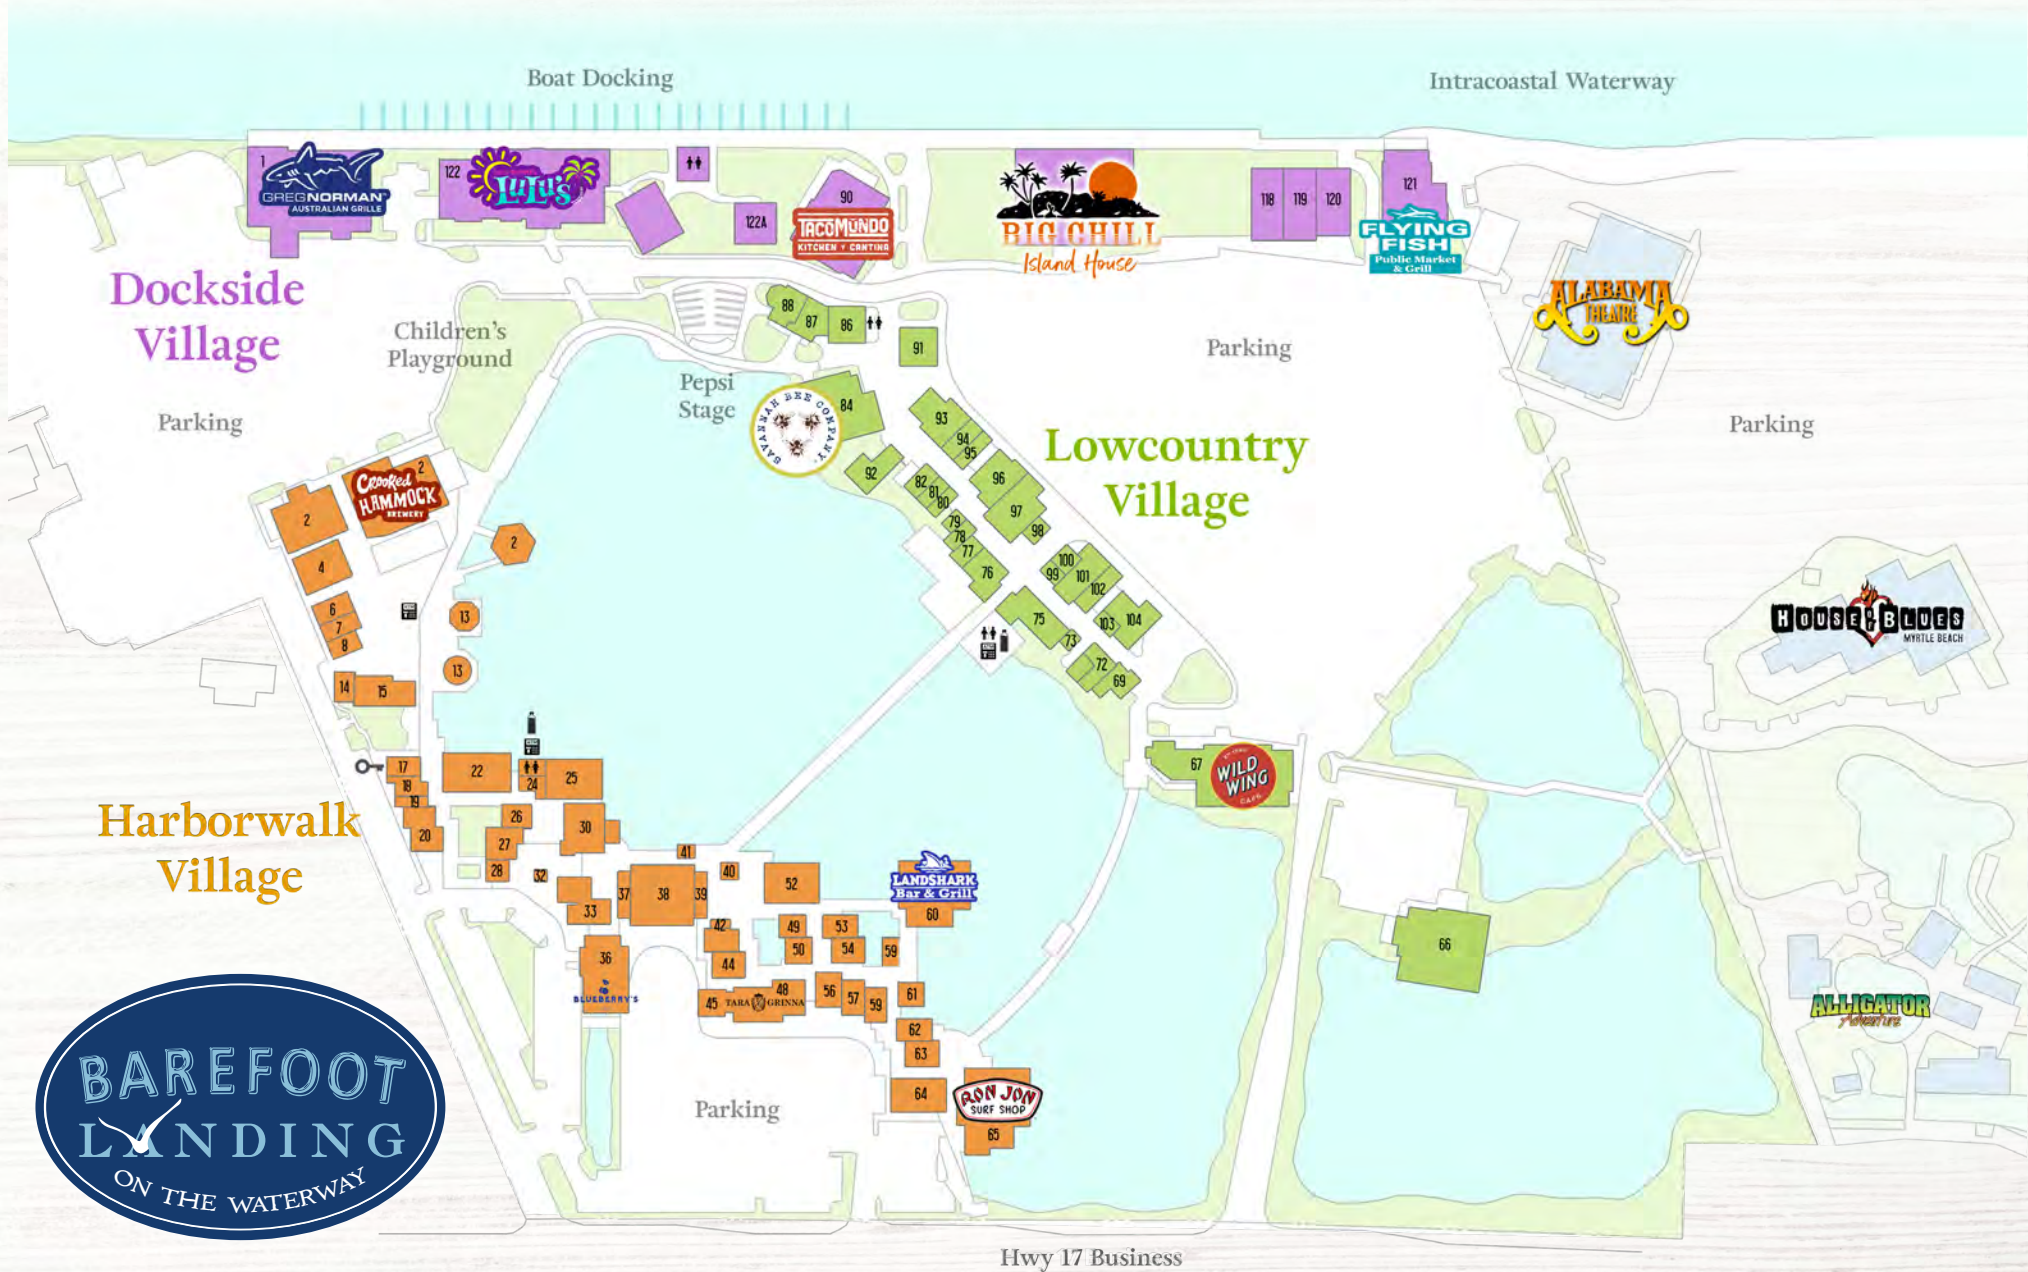 Boat Docking
Intracoastal Waterway
1
GREG NORMAN
AUSTRALIAN GRILLE
122
LuLu's
122A
90
TACOMUNDO
KITCHEN Y CANTINA
BIG CHILL
Island House
118
119
120
121
FLYING
FISH
Public Market
& Grill
ALABAMA
THEATRE
Dockside
Village
Children's
Playground
Parking
Pepsi
Stage
88
87
86
91
Parking
Parking
SAVANNAH BEE COMPANY
84
92
93
94
95
96
97
98
82
81
80
79
78
77
76
Lowcountry
Village
99
100
101
102
103
104
75
73
72
69
2
Crooked
HAMMOCK
BREWERY
2
2
4
6
7
8
13
13
14
15
HOUSE OF BLUES
MYRTLE BEACH
67
WILD
WING
CAFE
66
Harborwalk
Village
17
18
19
20
22
24
25
26
27
28
30
32
33
36
BLUEBERRY'S
37
38
39
40
41
42
44
45
TARA GRINNA
48
49
50
52
53
54
56
57
59
59
LANDSHARK
Bar & Grill
60
61
62
63
64
RON JON
SURF SHOP
65
ALLIGATOR
Adventure
Parking
BAREFOOT
LANDING
ON THE WATERWAY
Hwy 17 Business